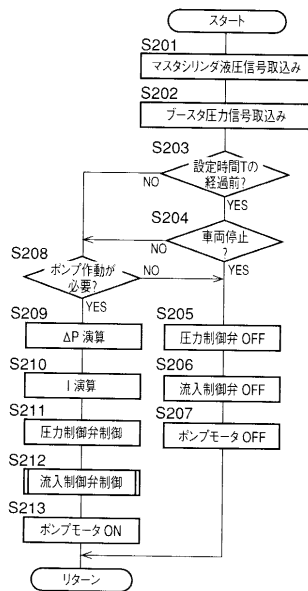 スタート
S201
マスタシリンダ液圧信号取込み
S202
ブースタ圧力信号取込み
S203
設定時間Tの
経過前?
NO
YES
S204
車両停止
?
YES
S208
ポンプ作動が
必要?
NO
YES
S209
ΔP 演算
S210
I 演算
S211
圧力制御弁制御
S212
流入制御弁制御
S213
ポンプモータ ON
S205
圧力制御弁 OFF
S206
流入制御弁 OFF
S207
ポンプモータ OFF
リターン